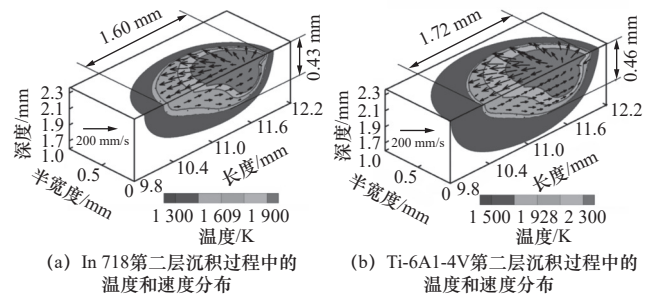 1.60 mm
0.43 mm
2.3
2.1
1.9
1.7
1.0
深度/mm
200 mm/s
0.5
半宽度/mm
0
9.8
10.4
11.0
11.6
12.2
长度/mm
1 300 1 609 1 900
温度/K
(a) In 718第二层沉积过程中的
温度和速度分布
1.72 mm
0.46 mm
2.3
2.1
1.9
1.7
1.0
深度/mm
200 mm/s
0.5
半宽度/mm
0
9.8
10.4
11.0
11.6
12.2
长度/mm
1 500 1 928 2 300
温度/K
(b) Ti-6A1-4V第二层沉积过程中的
温度和速度分布